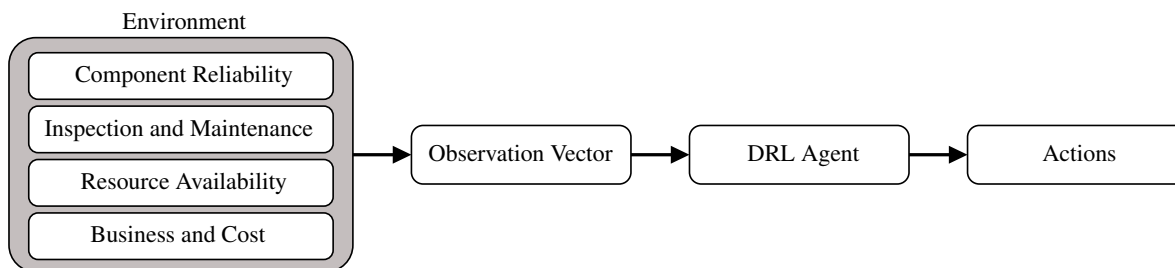 Environment
Component Reliability
Inspection and Maintenance
Resource Availability
Business and Cost
Observation Vector
DRL Agent
Actions